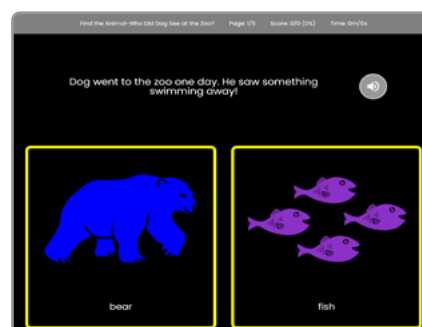 Find the Animal-Who Did Dog See at the Zoo? Page: 1/5 Score: 0/0 (0%) Time: 0m/6s
Dog went to the zoo one day. He saw something
swimming away!
bear fish